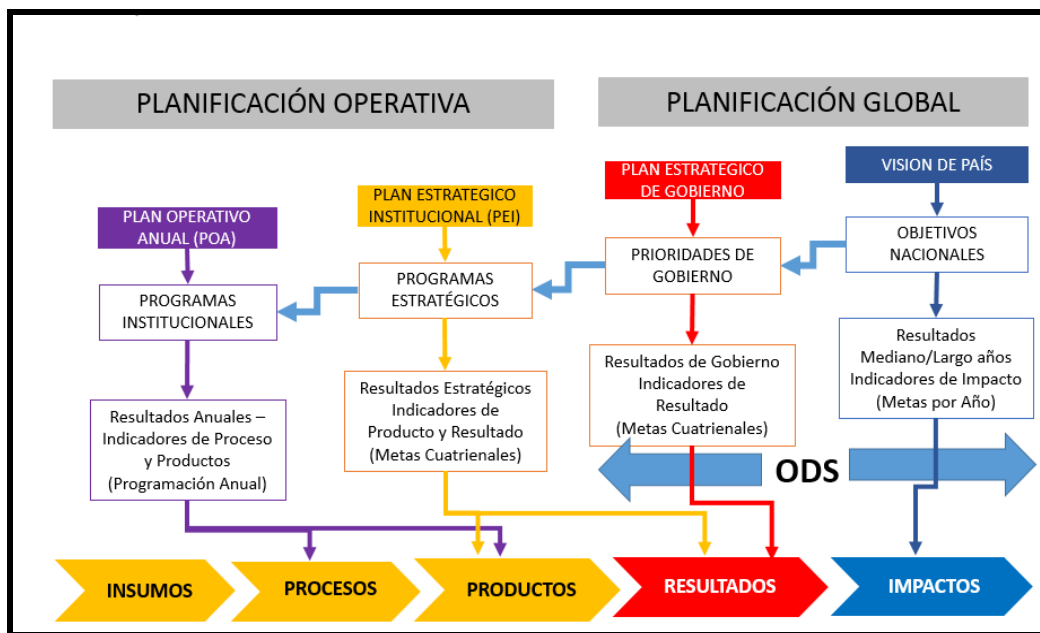 PLANIFICACIÓN OPERATIVA
PLANIFICACIÓN GLOBAL
PLAN OPERATIVO
ANUAL (POA)
PLAN ESTRATEGICO
INSTITUCIONAL (PEI)
PLAN ESTRATEGICO
DE GOBIERNO
VISION DE PAÍS
PROGRAMAS
INSTITUCIONALES
PROGRAMAS
ESTRATÉGICOS
PRIORIDADES DE
GOBIERNO
OBJETIVOS
NACIONALES
Resultados Anuales –
Indicadores de Proceso
y Productos
(Programación Anual)
Resultados Estratégicos
Indicadores de
Producto y Resultado
(Metas Cuatrienales)
Resultados de Gobierno
Indicadores de
Resultado
(Metas Cuatrienales)
Resultados
Mediano/Largo años
Indicadores de Impacto
(Metas por Año)
ODS
INSUMOS
PROCESOS
PRODUCTOS
RESULTADOS
IMPACTOS